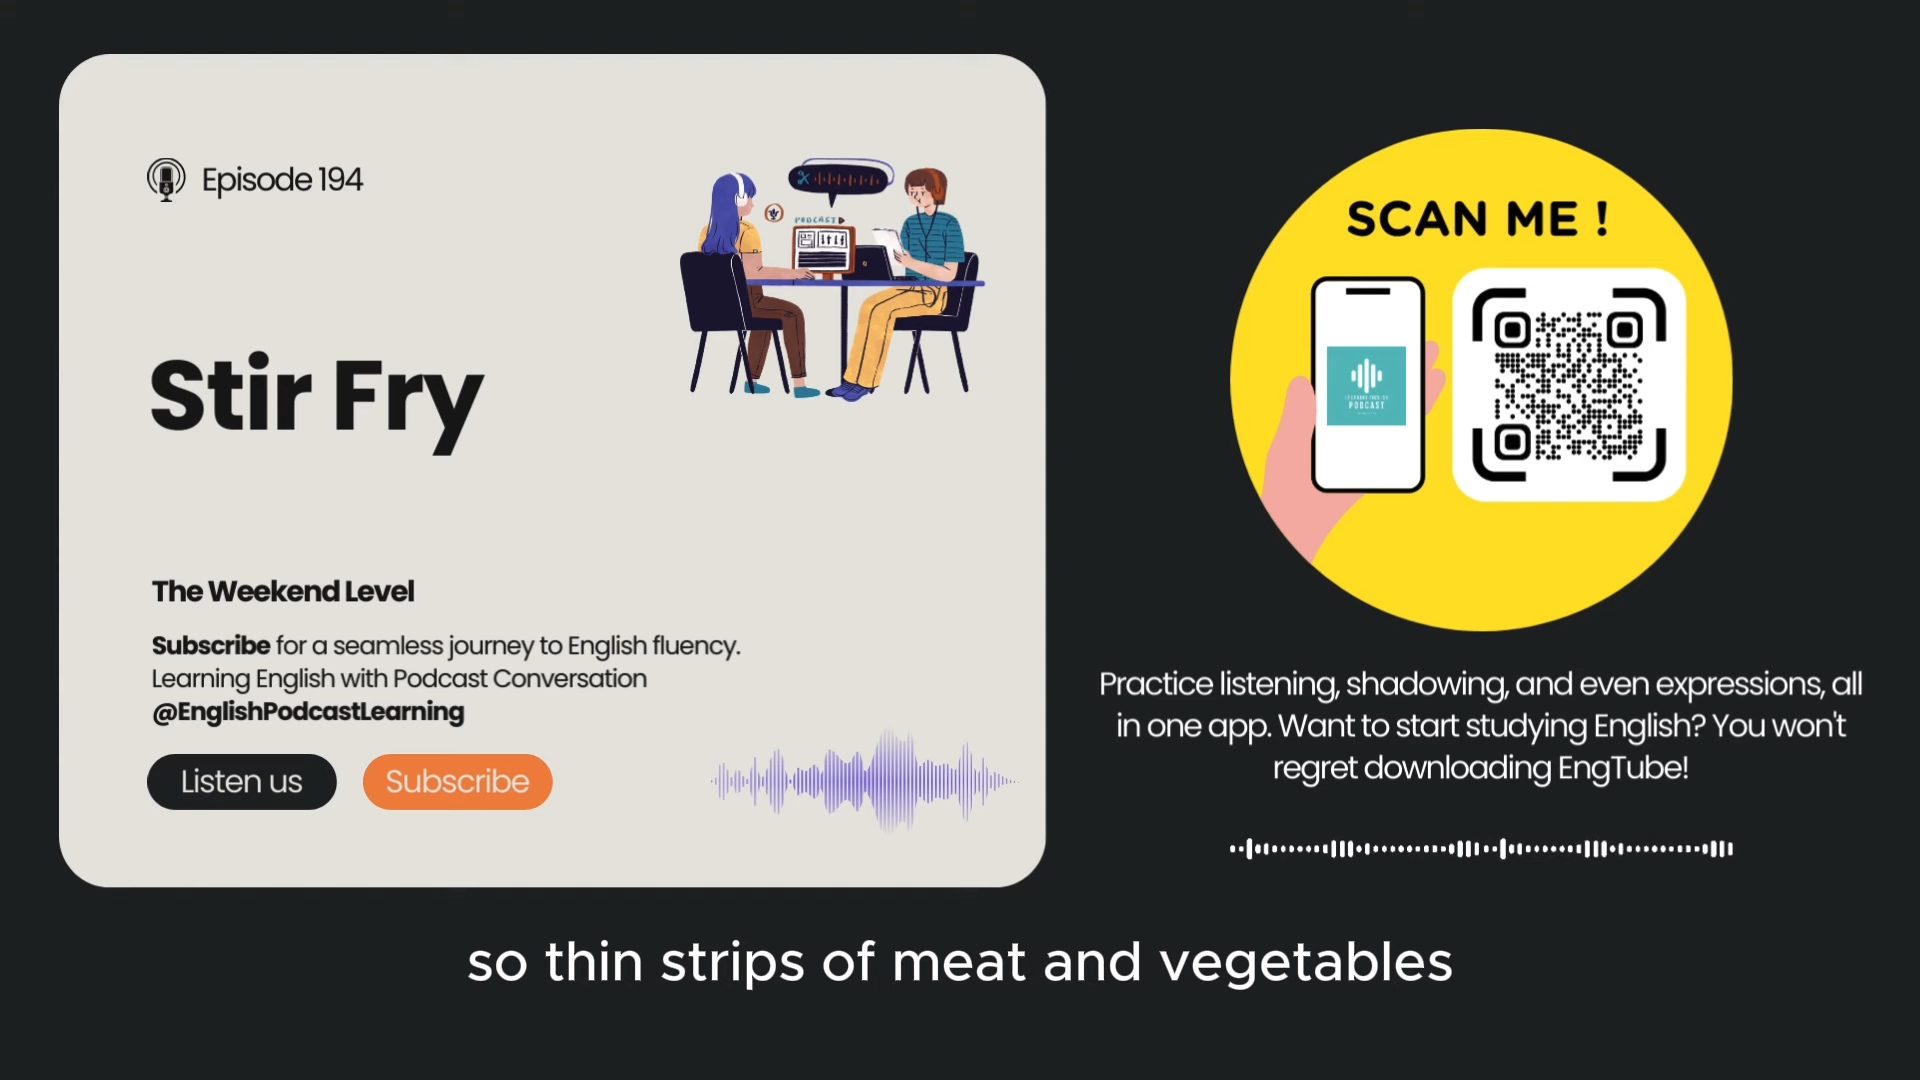 Episode 194
PODCAST
Stir Fry
The Weekend Level
Subscribe for a seamless journey to English fluency.
Learning English with Podcast Conversation
@EnglishPodcastLearning
Listen us
Subscribe
SCAN ME !
PODCAST
Practice listening, shadowing, and even expressions, all
in one app. Want to start studying English? You won't
regret downloading EngTube!
so thin strips of meat and vegetables